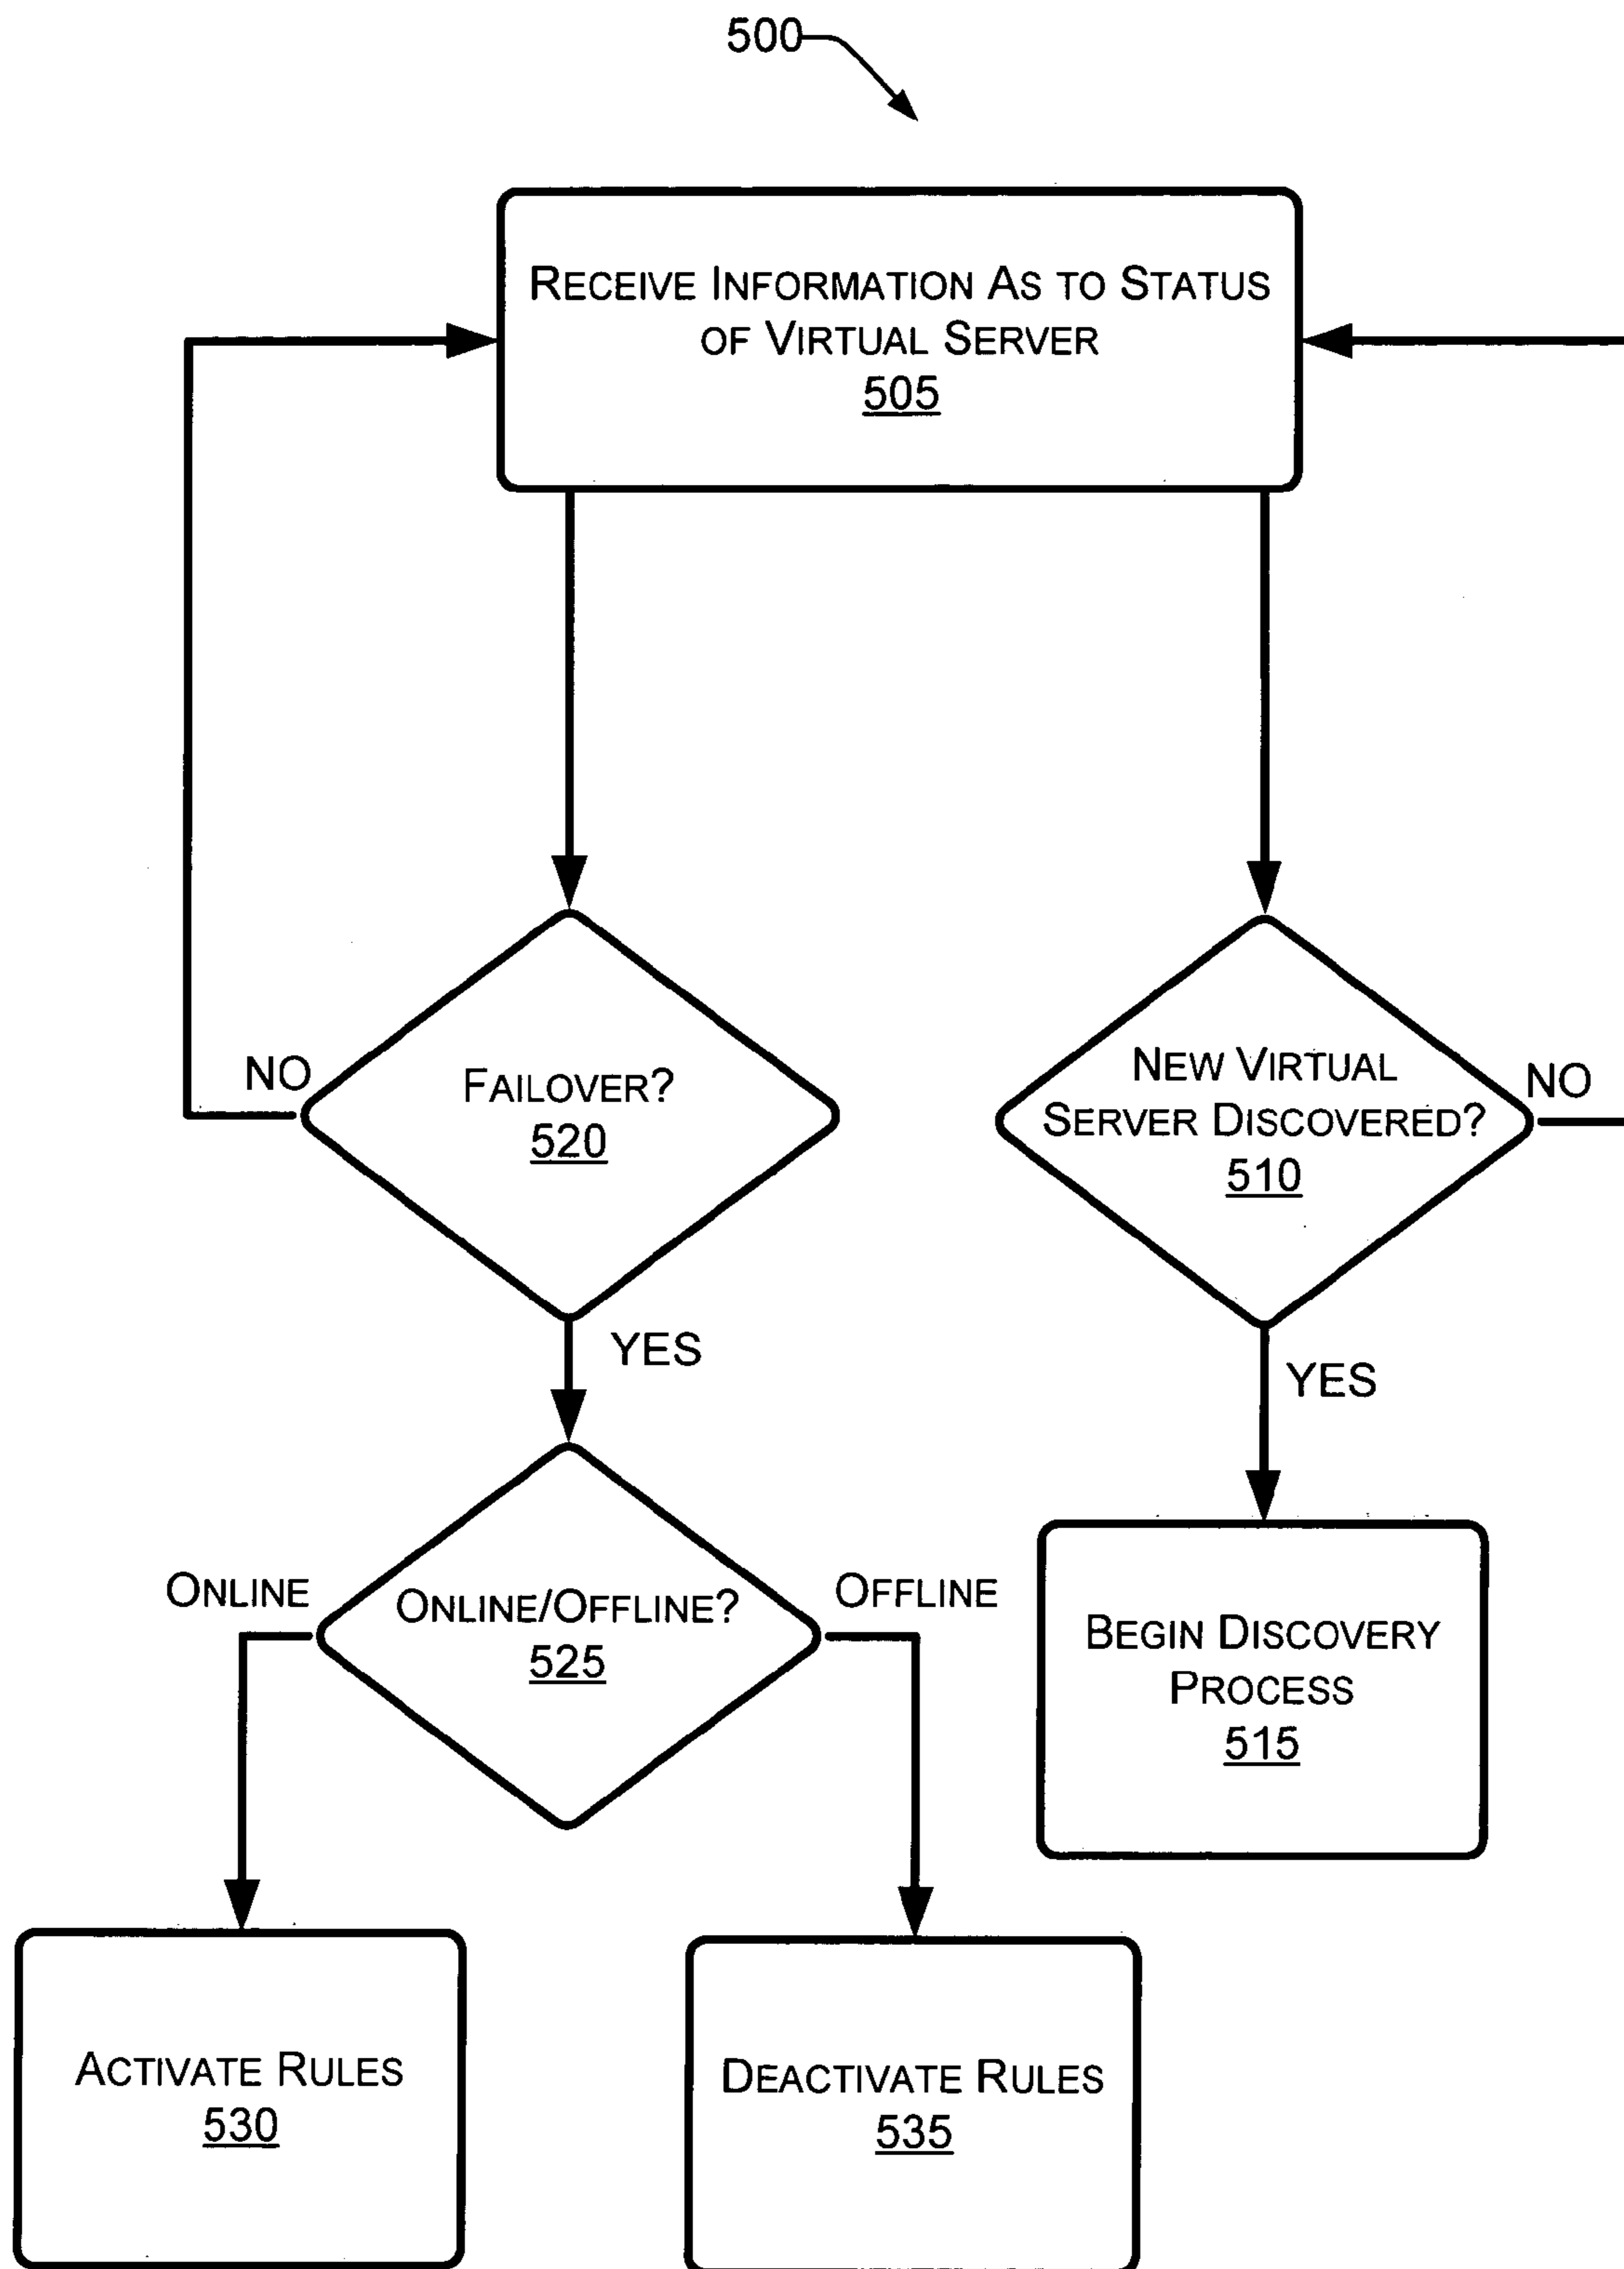 500
RECEIVE INFORMATION AS TO STATUS
OF VIRTUAL SERVER
505
NO
FAILOVER?
520
NEW VIRTUAL
SERVER DISCOVERED?
510
NO
YES
YES
ONLINE
ONLINE/OFFLINE?
525
OFFLINE
BEGIN DISCOVERY
PROCESS
515
ACTIVATE RULES
530
DEACTIVATE RULES
535